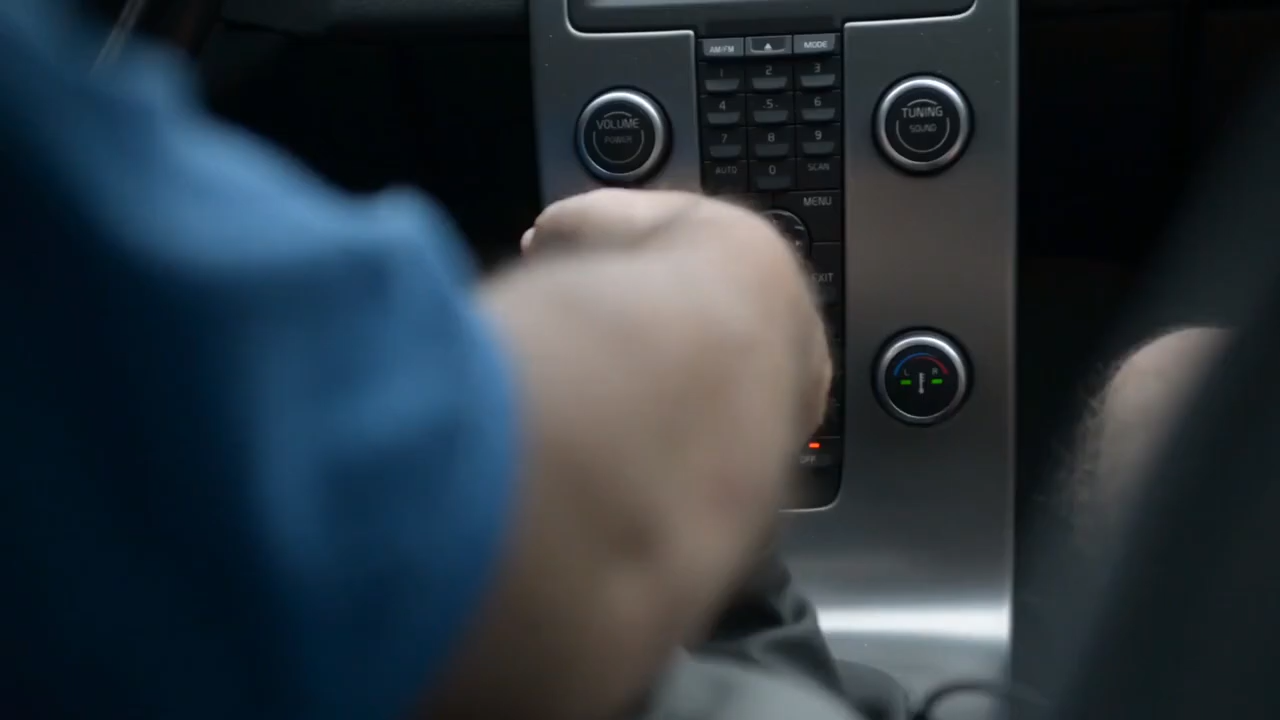 AM/FM MODE
1 2 3
4 .5. 6
7 8 9
AUTO 0 SCAN
VOLUME
POWER
TUNING
SOUND
MENU
EXIT
L R
OFF